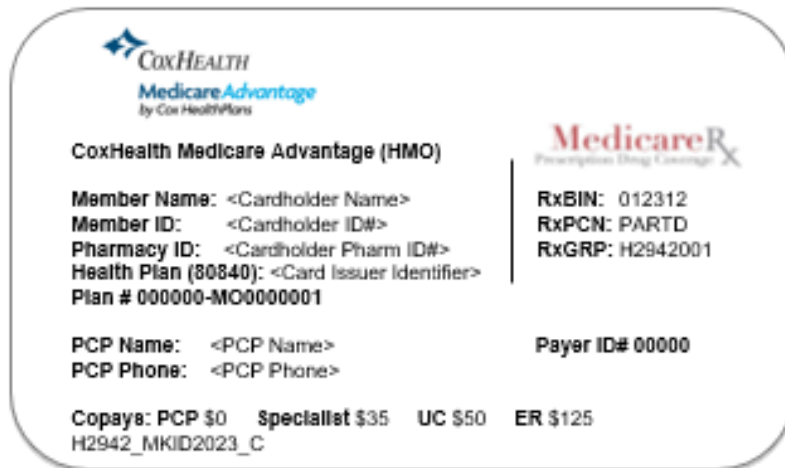 COXHEALTH
MedicareAdvantage
by Cox HealthPlans
CoxHealth Medicare Advantage (HMO)
MedicareRx
Prescription Drug Coverage
Member Name: <Cardholder Name>
Member ID: <Cardholder ID#>
Pharmacy ID: <Cardholder Pharm ID#>
Health Plan (80840): <Card Issuer Identifier>
Plan # 000000-MO0000001
RxBIN: 012312
RxPCN: PARTD
RxGRP: H2942001
PCP Name: <PCP Name>
PCP Phone: <PCP Phone>
Payer ID# 00000
Copays: PCP $0 Specialist $35 UC $50 ER $125
H2942_MKID2023_C